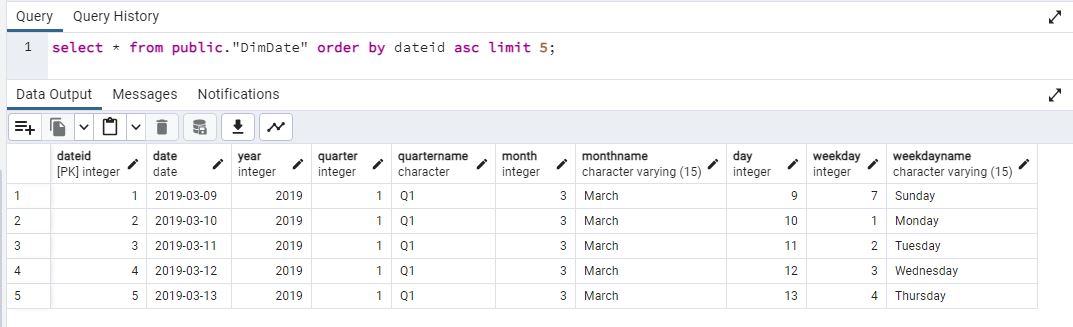 Query Query History
1 select * from public."DimDate" order by dateid asc limit 5;
Data Output Messages Notifications
dateid date year quarter quartername month monthname day weekday weekdayname
[PK] integer date integer integer character integer character varying (15) integer integer character varying (15)
1 1 2019-03-09 2019 1 Q1 3 March 9 7 Sunday
2 2 2019-03-10 2019 1 Q1 3 March 10 1 Monday
3 3 2019-03-11 2019 1 Q1 3 March 11 2 Tuesday
4 4 2019-03-12 2019 1 Q1 3 March 12 3 Wednesday
5 5 2019-03-13 2019 1 Q1 3 March 13 4 Thursday